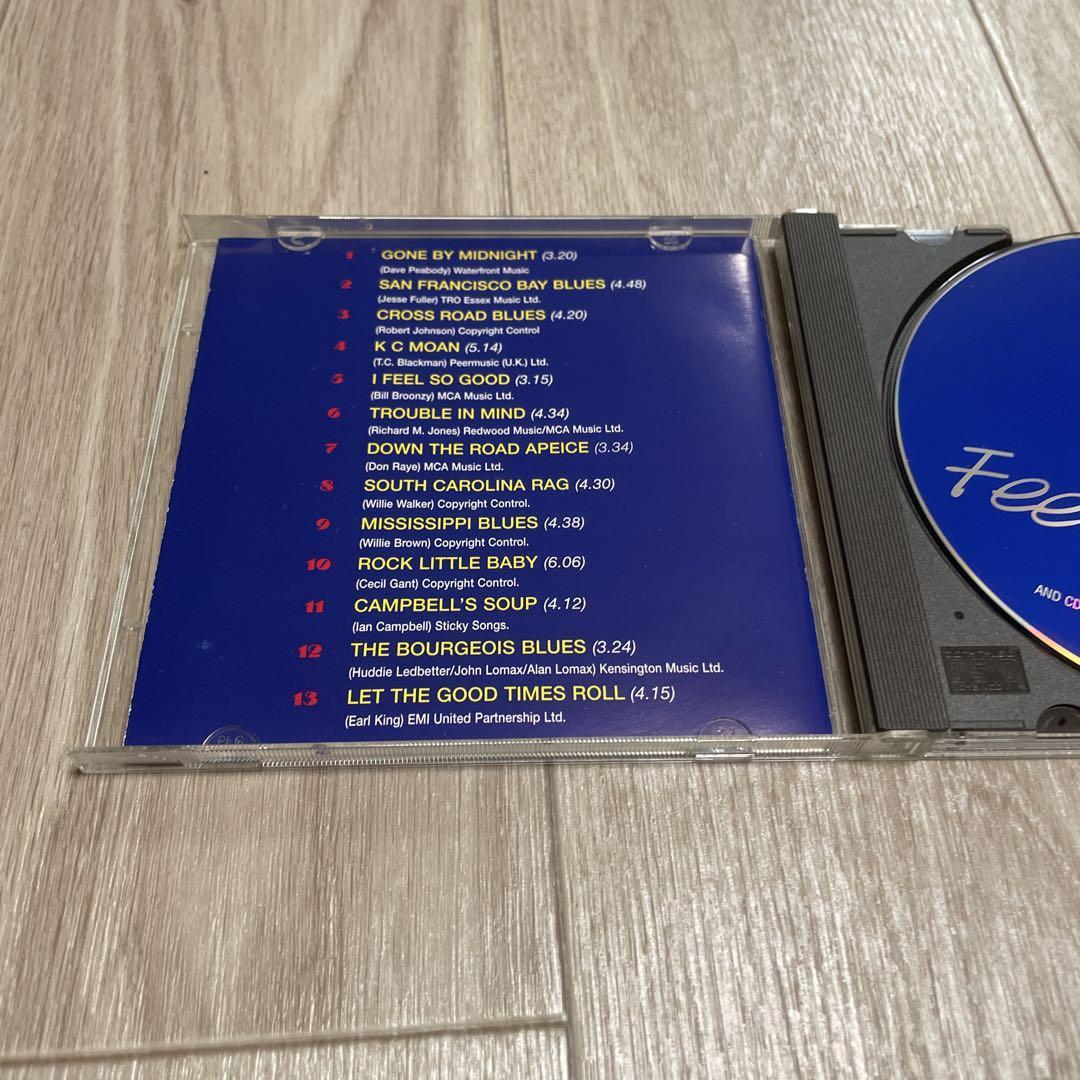 1 GONE BY MIDNIGHT (3.20)
(Dave Peabody) Waterfront Music
2 SAN FRANCISCO BAY BLUES (4.48)
(Jesse Fuller) TRO Essex Music Ltd.
3 CROSS ROAD BLUES (4.20)
(Robert Johnson) Copyright Control
4 K C MOAN (5.14)
(T.C. Blackman) Peermusic (U.K.) Ltd.
5 I FEEL SO GOOD (3.15)
(Bill Broonzy) MCA Music Ltd.
6 TROUBLE IN MIND (4.34)
(Richard M. Jones) Redwood Music/MCA Music Ltd.
7 DOWN THE ROAD APEICE (3.34)
(Don Raye) MCA Music Ltd.
8 SOUTH CAROLINA RAG (4.30)
(Willie Walker) Copyright Control.
9 MISSISSIPPI BLUES (4.38)
(Willie Brown) Copyright Control.
10 ROCK LITTLE BABY (6.06)
(Cecil Gant) Copyright Control.
11 CAMPBELL'S SOUP (4.12)
(Ian Campbell) Sticky Songs.
12 THE BOURGEOIS BLUES (3.24)
(Huddie Ledbetter/John Lomax/Alan Lomax) Kensington Music Ltd.
13 LET THE GOOD TIMES ROLL (4.15)
(Earl King) EMI United Partnership Ltd.
Fee
AND CD